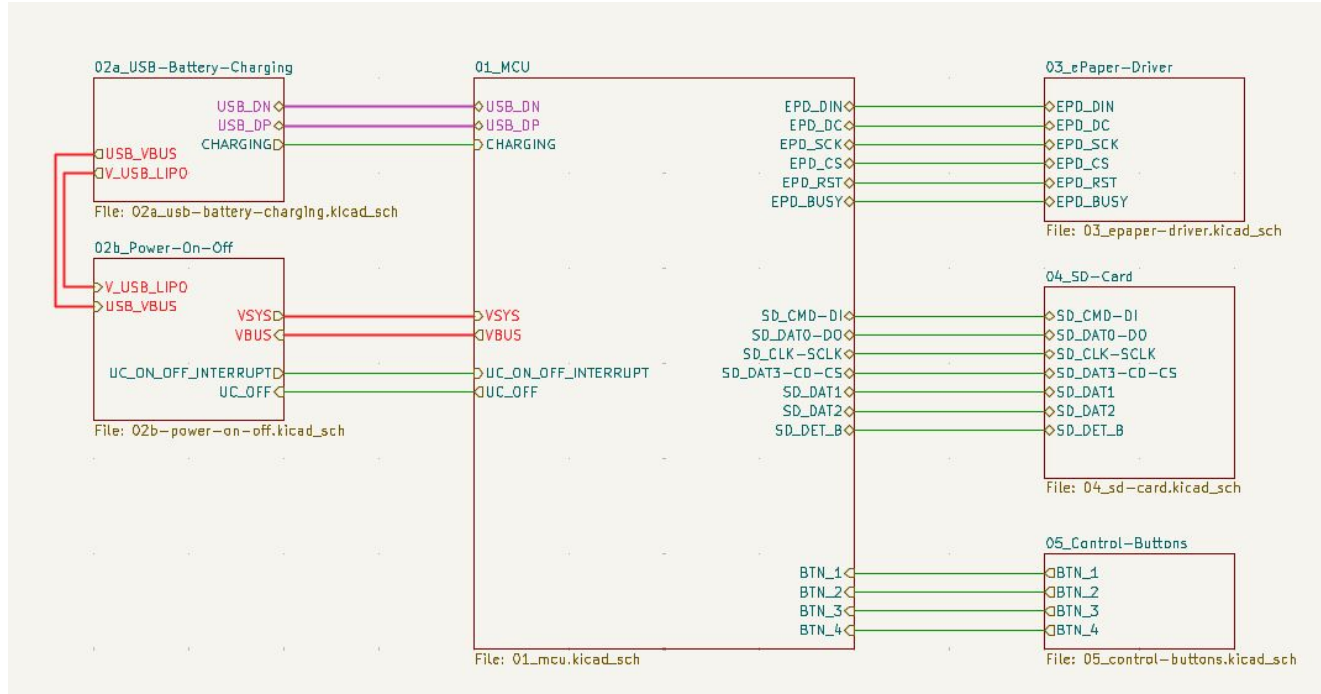 02a_USB-Battery-Charging
USB_DN
USB_DP
CHARGING
USB_VBUS
V_USB_LIPO
File: 02a_usb-battery-charging.kicad_sch
02b_Power-On-Off
V_USB_LIPO
USB_VBUS
VSYS
VBUS
UC_ON_OFF_INTERRUPT
UC_OFF
File: 02b-power-on-off.kicad_sch
01_MCU
USB_DN
USB_DP
CHARGING
VSYS
VBUS
UC_ON_OFF_INTERRUPT
UC_OFF
EPD_DIN
EPD_DC
EPD_SCK
EPD_CS
EPD_RST
EPD_BUSY
SD_CMD-DI
SD_DAT0-DO
SD_CLK-SCLK
SD_DAT3-CD-CS
SD_DAT1
SD_DAT2
SD_DET_B
BTN_1
BTN_2
BTN_3
BTN_4
File: 01_mcu.kicad_sch
03_ePaper-Driver
EPD_DIN
EPD_DC
EPD_SCK
EPD_CS
EPD_RST
EPD_BUSY
File: 03_epaper-driver.kicad_sch
04_SD-Card
SD_CMD-DI
SD_DAT0-DO
SD_CLK-SCLK
SD_DAT3-CD-CS
SD_DAT1
SD_DAT2
SD_DET_B
File: 04_sd-card.kicad_sch
05_Control-Buttons
BTN_1
BTN_2
BTN_3
BTN_4
File: 05_control-buttons.kicad_sch